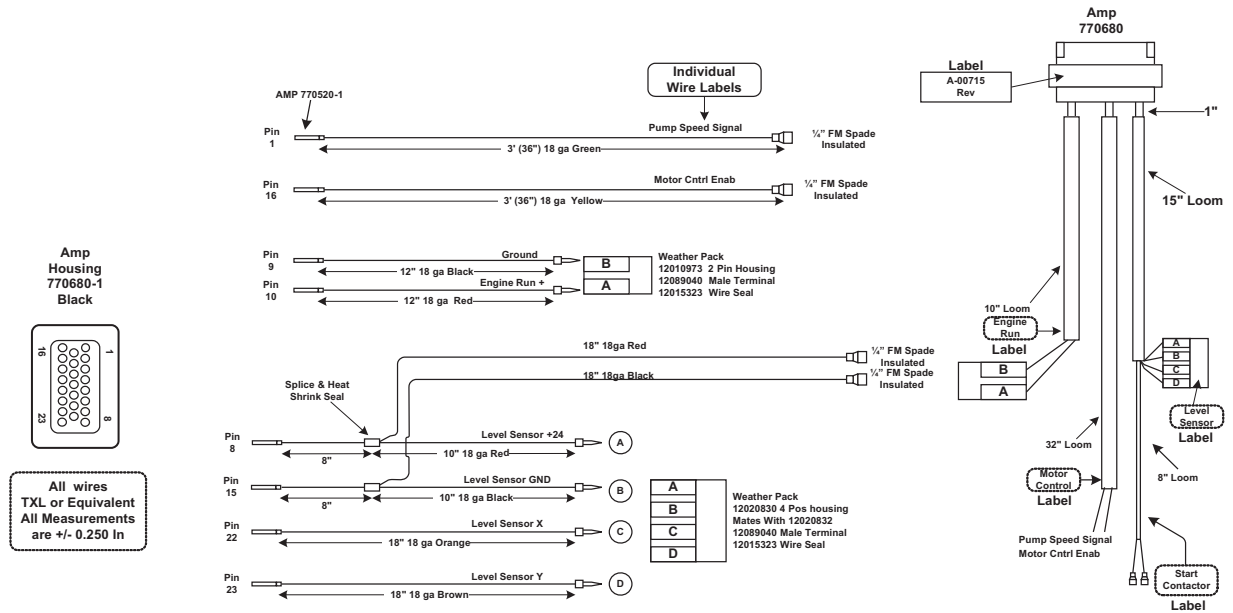 Amp
770680
Label
A-00715
Rev
1"
15" Loom
10" Loom
Engine
Run
Label
B
A
A
B
C
D
Level
Sensor
Label
32" Loom
8" Loom
Motor
Control
Label
Pump Speed Signal
Motor Cntrl Enab
Start
Contactor
Label
Individual
Wire Labels
AMP 770520-1
Pin
1
Pump Speed Signal
3' (36") 18 ga Green
¼" FM Spade
Insulated
Pin
16
Motor Cntrl Enab
3' (36") 18 ga Yellow
¼" FM Spade
Insulated
Pin
9
Ground
12" 18 ga Black
Pin
10
Engine Run +
12" 18 ga Red
B
A
Weather Pack
12010973 2 Pin Housing
12089040 Male Terminal
12015323 Wire Seal
Amp
Housing
770680-1
Black
16
1
23
8
All wires
TXL or Equivalent
All Measurements
are +/- 0.250 In
18" 18ga Red
¼" FM Spade
Insulated
18" 18ga Black
¼" FM Spade
Insulated
Splice & Heat
Shrink Seal
Pin
8
8"
Level Sensor +24
10" 18 ga Red
A
Pin
15
8"
Level Sensor GND
10" 18 ga Black
B
Pin
22
Level Sensor X
18" 18 ga Orange
C
Pin
23
Level Sensor Y
18" 18 ga Brown
D
A
B
C
D
Weather Pack
12020830 4 Pos housing
Mates With 12020832
12089040 Male Terminal
12015323 Wire Seal